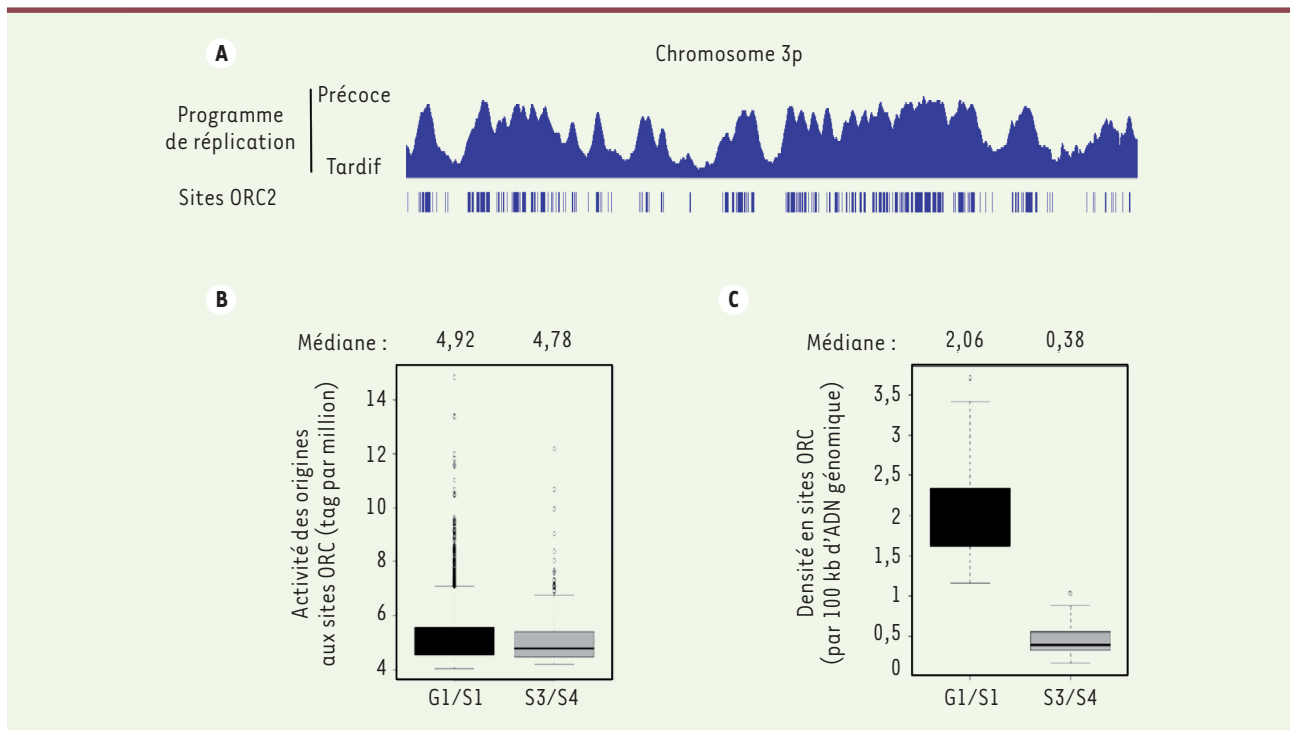 A
Chromosome 3p
Programme
de réplication
Précoce
Tardif
Sites ORC2
B
Médiane :
4,92
4,78
Activité des origines
aux sites ORC (tag par million)
14
12
10
8
6
4
G1/S1
S3/S4
C
Médiane :
2,06
0,38
Densité en sites ORC
(par 100 kb d'ADN génomique)
3,5
3
2,5
2
1,5
1
0,5
0
G1/S1
S3/S4